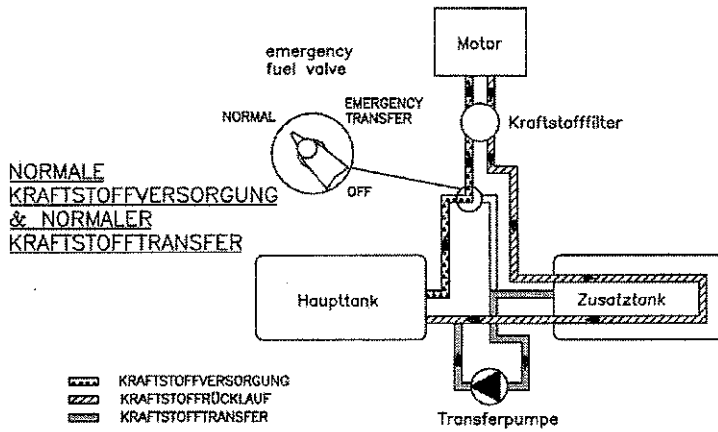 Motor
emergency
fuel valve
NORMAL
EMERGENCY
TRANSFER
OFF
Kraftstofffilter
NORMALE
KRAFTSTOFFVERSORGUNG
& NORMALER
KRAFTSTOFFTRANSFER
Haupttank
Zusatztank
KRAFTSTOFFVERSORGUNG
KRAFTSTOFFRÜCKLAUF
KRAFTSTOFFTRANSFER
Transferpumpe